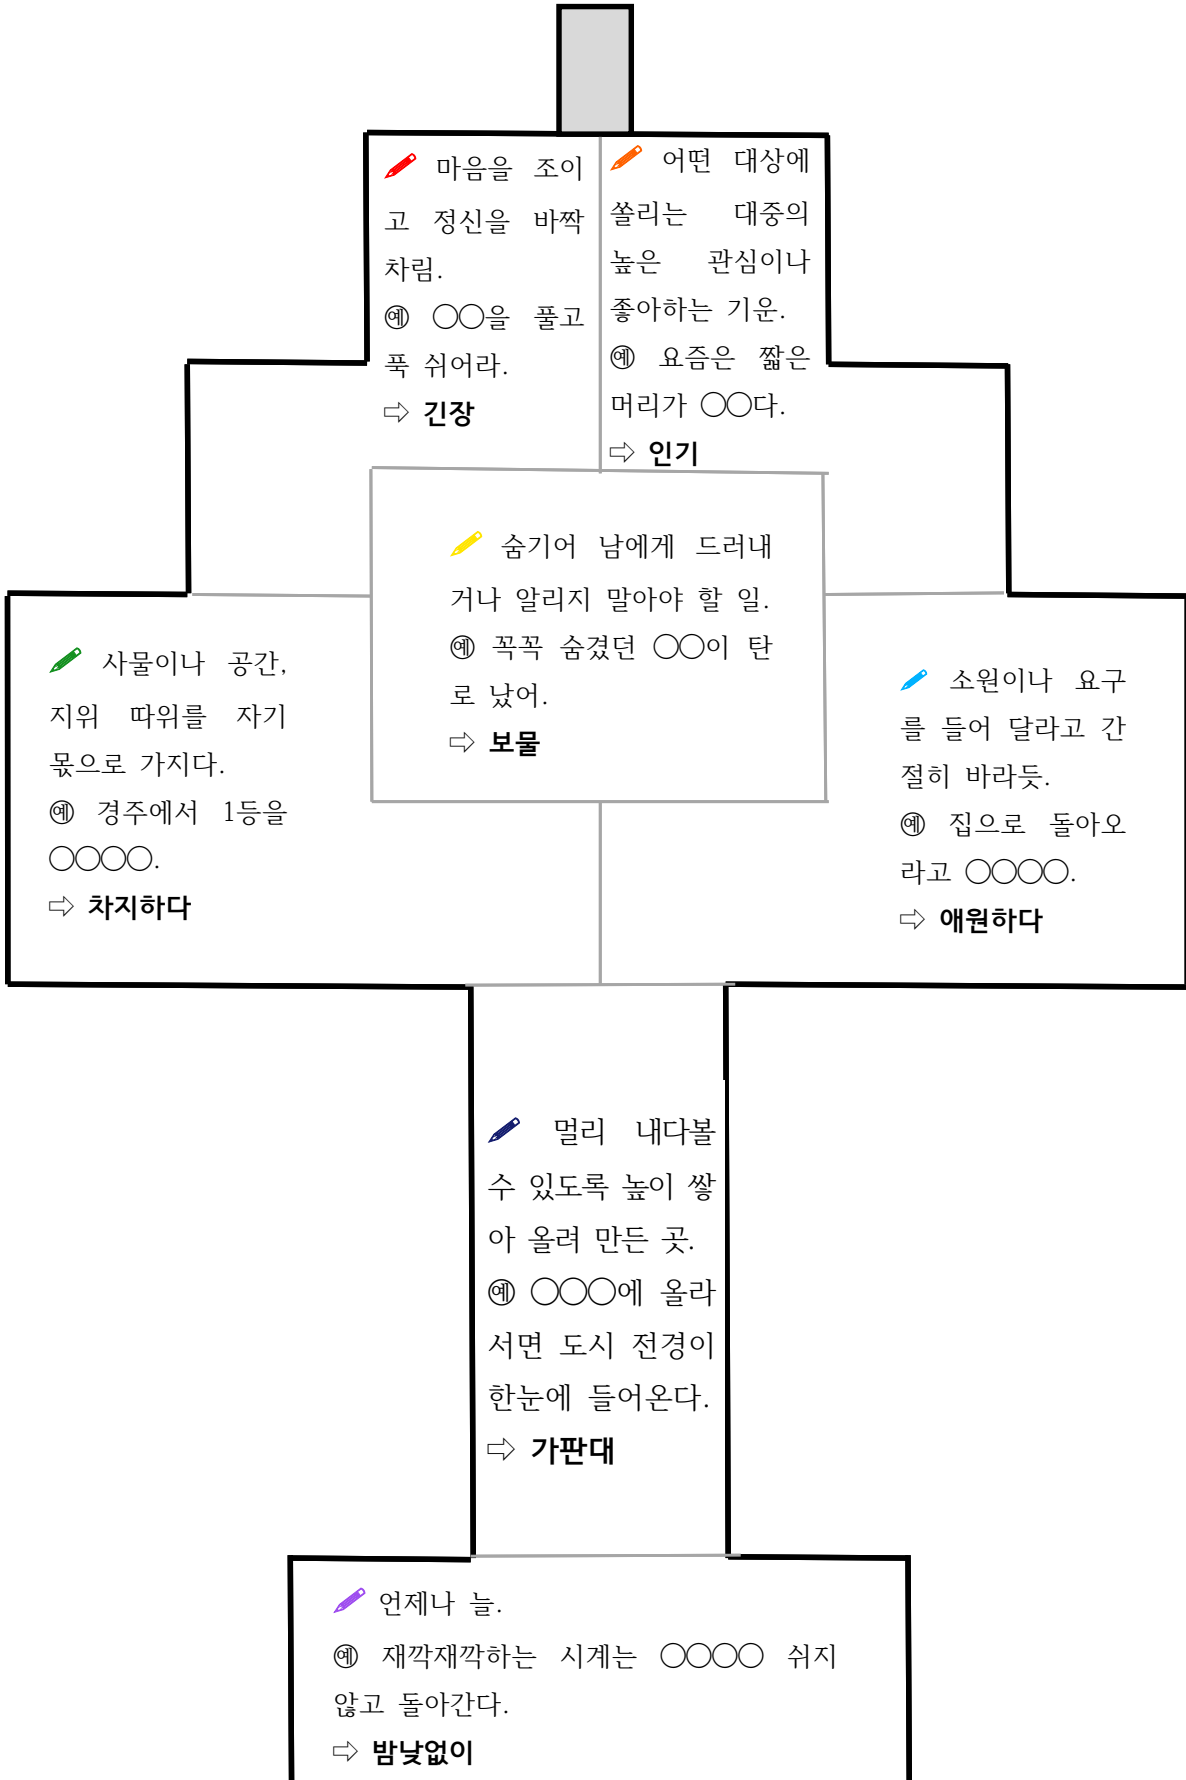 마음을 조이
고 정신을 바짝
차림.
㉠ ○○을 풀고
푹 쉬어라.
⇨ 긴장
어떤 대상에
쏠리는 대중의
높은 관심이나
좋아하는 기운.
예 요즘은 짧은
머리가 ○○다.
⇨ 인기
숨기어 남에게 드러내
거나 알리지 말아야 할 일.
예 꼭꼭 숨겼던 ○○이 탄
로 났어.
⇨ 보물
사물이나 공간,
지위 따위를 자기
몫으로 가지다.
예 경주에서 1등을
○○○○.
⇨ 차지하다
소원이나 요구
를 들어 달라고 간
절히 바라듯.
예 집으로 돌아오
라고 ○○○○.
⇨ 애원하다
멀리 내다볼
수 있도록 높이 쌓
아 올려 만든 곳.
예 ○○○에 올라
서면 도시 전경이
한눈에 들어온다.
⇨ 가판대
언제나 늘.
예 재깍재깍하는 시계는 ○○○○ 쉬지
않고 돌아간다.
⇨ 밤낮없이